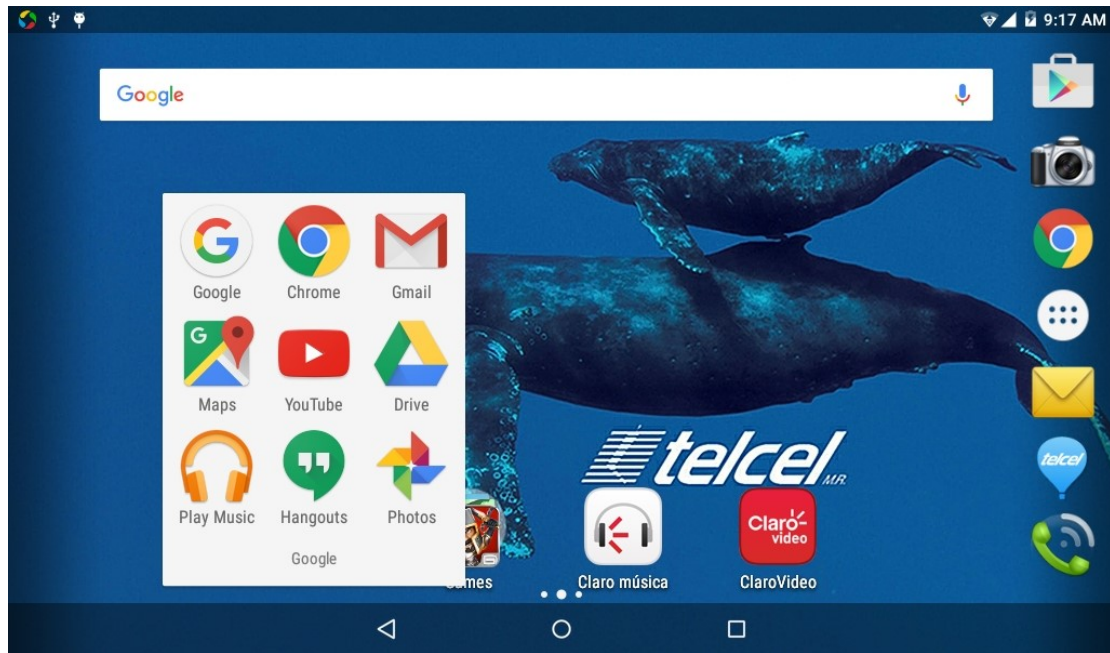 9:17 AM
Google
Google
Chrome
Gmail
G
Maps
YouTube
Drive
Play Music
Hangouts
Photos
Google
telcel
M.R.
Claro-
video
Claro música
ClaroVideo
telcel